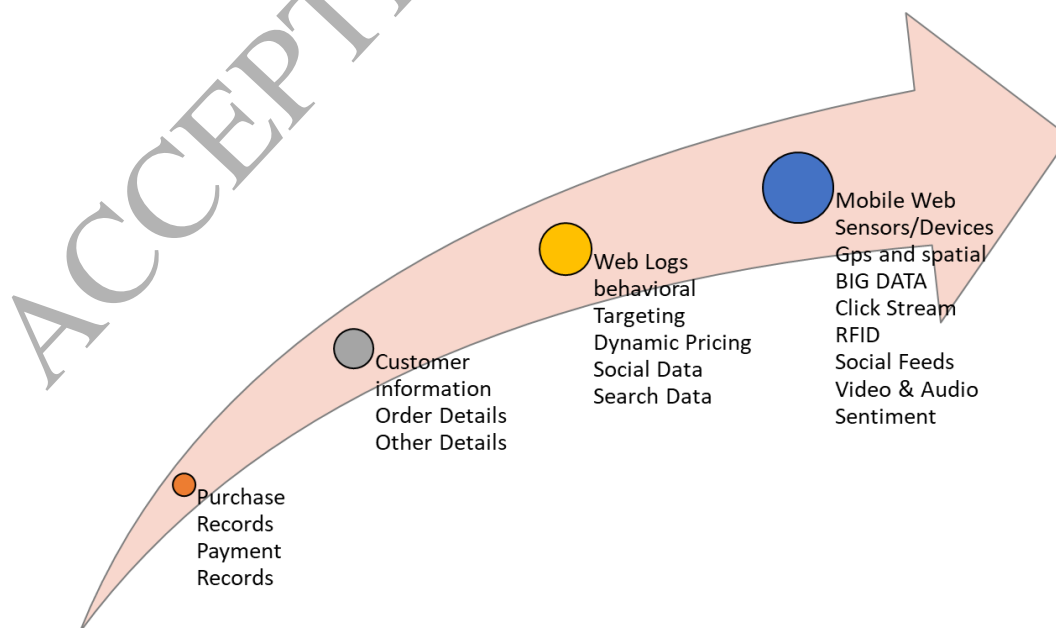 ACCEPT
Purchase
Records
Payment
Records
Customer
information
Order Details
Other Details
Web Logs
behavioral
Targeting
Dynamic Pricing
Social Data
Search Data
Mobile Web
Sensors/Devices
Gps and spatial
BIG DATA
Click Stream
RFID
Social Feeds
Video & Audio
Sentiment